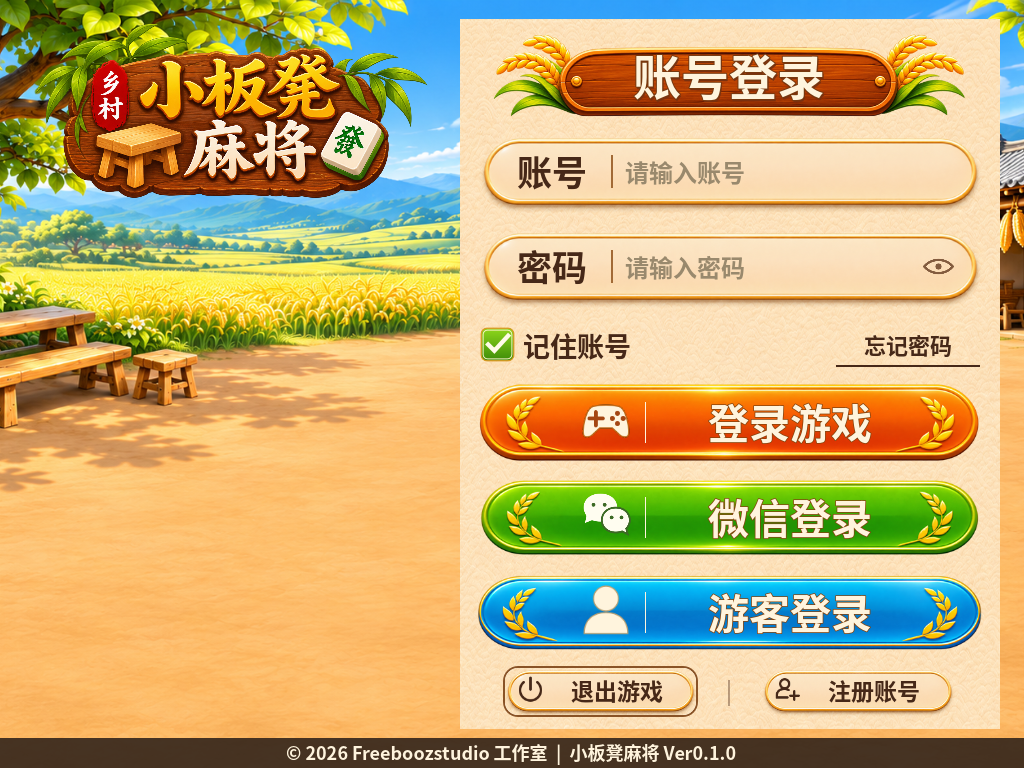 乡村
小板凳
麻将
發
账号登录
账号
请输入账号
密码
请输入密码
记住账号
忘记密码
登录游戏
微信登录
游客登录
退出游戏
注册账号
© 2026 Freeboozstudio 工作室 | 小板凳麻将 Ver0.1.0